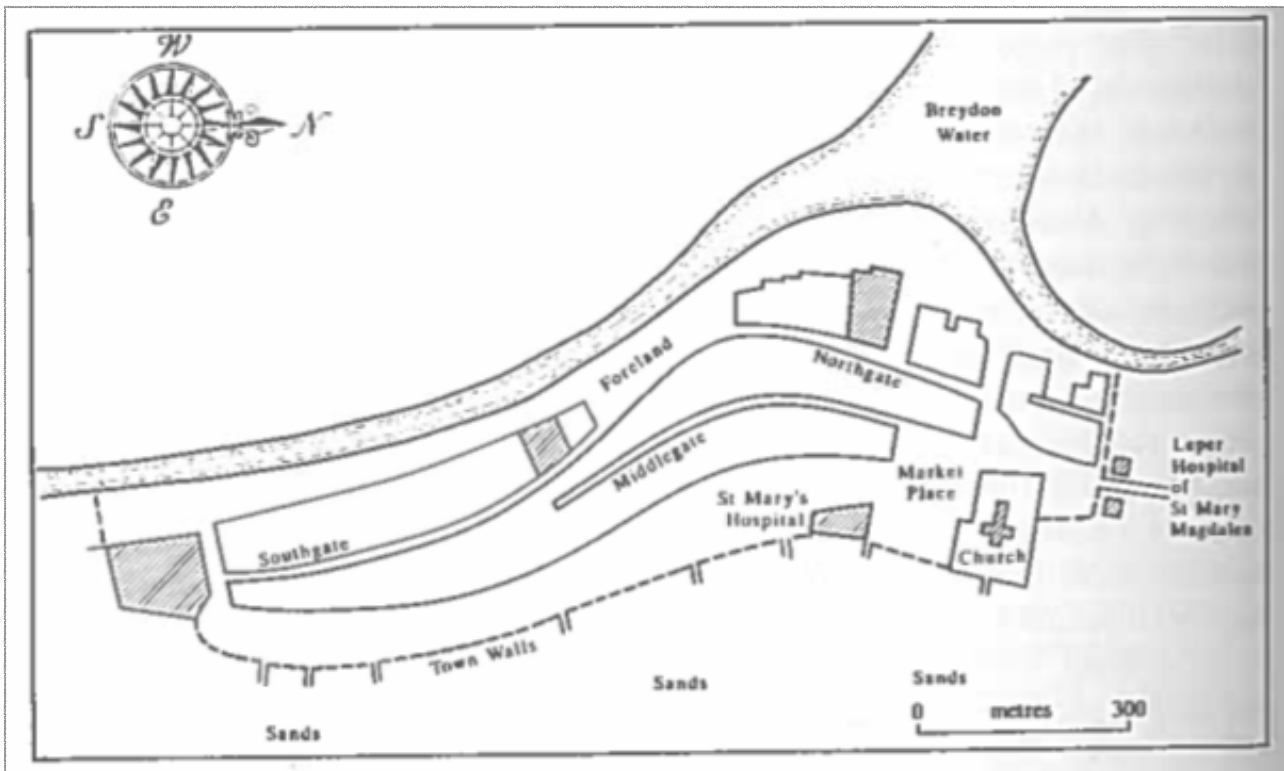 W
S
N
E
Breydon
Water
Foreland
Northgate
Middlegate
Southgate
Market
Place
St Mary's
Hospital
Church
Leper
Hospital
of
St Mary
Magdalen
Town Walls
Sands
Sands
Sands
0 metres 300